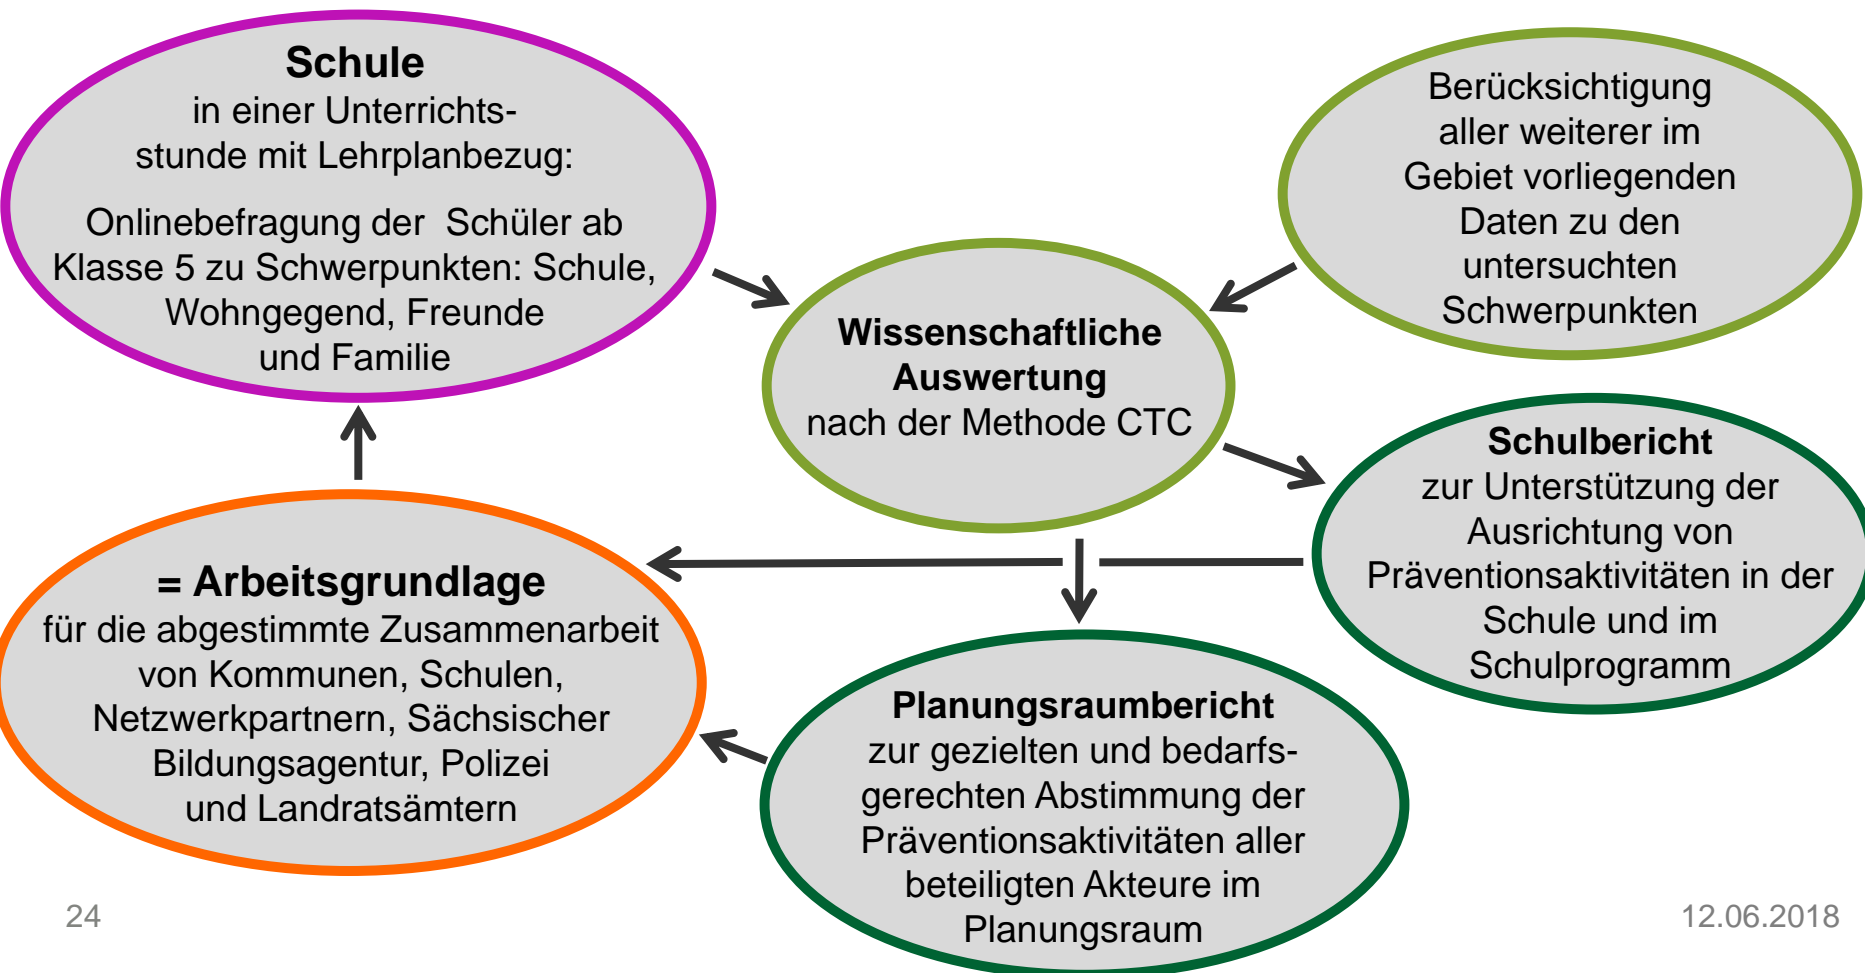 Schule
in einer Unterrichts-
stunde mit Lehrplanbezug:
Onlinebefragung der  Schüler ab
Klasse 5 zu Schwerpunkten: Schule,
Wohngegend, Freunde
und Familie
Berücksichtigung
aller weiterer im
Gebiet vorliegenden
Daten zu den
untersuchten
Schwerpunkten
Wissenschaftliche
Auswertung
nach der Methode CTC
Schulbericht
zur Unterstützung der
Ausrichtung von
Präventionsaktivitäten in der
Schule und im
Schulprogramm
= Arbeitsgrundlage
für die abgestimmte Zusammenarbeit
von Kommunen, Schulen,
Netzwerkpartnern, Sächsischer
Bildungsagentur, Polizei
und Landratsämtern
Planungsraumbericht
zur gezielten und bedarfs-
gerechten Abstimmung der
Präventionsaktivitäten aller
beteiligten Akteure im
Planungsraum
24
12.06.2018